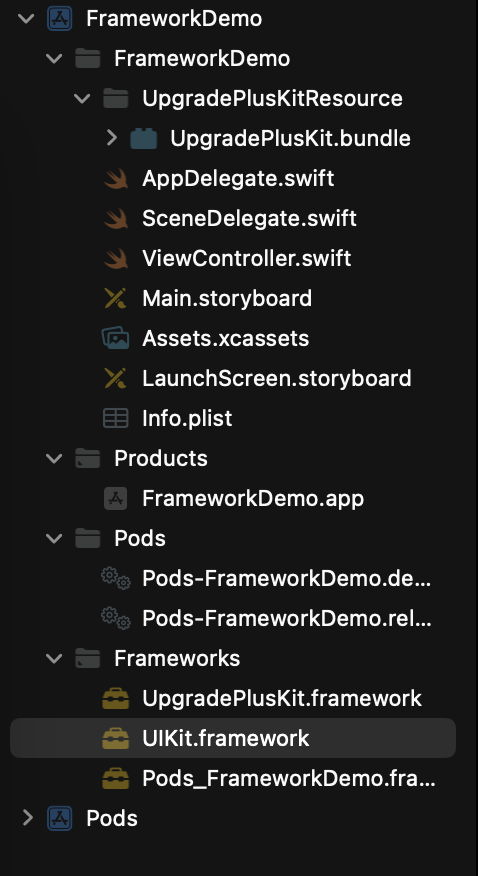 FrameworkDemo
FrameworkDemo
UpgradePlusKitResource
UpgradePlusKit.bundle
AppDelegate.swift
SceneDelegate.swift
ViewController.swift
Main.storyboard
Assets.xcassets
LaunchScreen.storyboard
Info.plist
Products
FrameworkDemo.app
Pods
Pods-FrameworkDemo.de...
Pods-FrameworkDemo.rel...
Frameworks
UpgradePlusKit.framework
UIKit.framework
Pods_FrameworkDemo.fra...
Pods